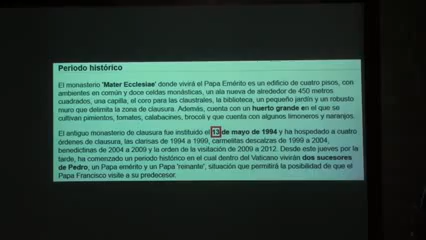 Periodo histórico
El monasterio 'Mater Ecclesiae' donde vivirá el Papa Emérito es un edificio de cuatro pisos, con
ambientes en común y doce celdas monásticas, un ala nueva de alrededor de 450 metros
cuadrados, una capilla, el coro para las claustrales, la biblioteca, un pequeño jardín y un robusto
muro que delimita la zona de clausura. Además, cuenta con un huerto grande en el que se
cultivan pimientos, tomates, calabacines, brócoli y que cuenta con algunos limoneros y naranjos.
El antiguo monasterio de clausura fue instituido el 13 de mayo de 1994 y ha hospedado a cuatro
órdenes de clausura, las clarisas de 1994 a 1999, carmelitas descalzas de 1999 a 2004,
benedictinas de 2004 a 2009 y la orden de la visitación de 2009 a 2012. Desde este jueves por la
tarde, ha comenzado un periodo histórico en el cual dentro del Vaticano vivirán dos sucesores
de Pedro, un Papa emérito y un Papa 'reinante', situación que permitirá la posibilidad de que el
Papa Francisco visite a su predecesor.